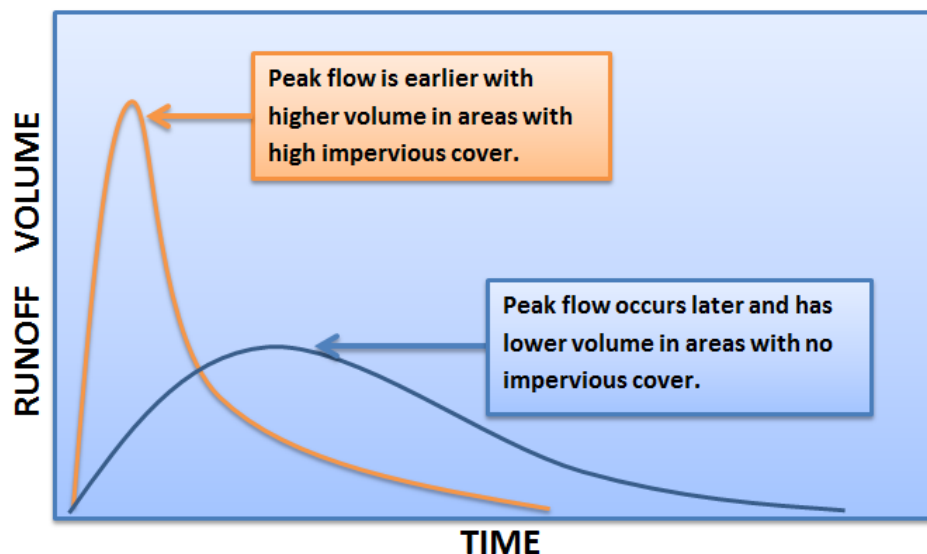 Peak flow is earlier with
higher volume in areas with
high impervious cover.
RUNOFF VOLUME
Peak flow occurs later and has
lower volume in areas with no
impervious cover.
TIME